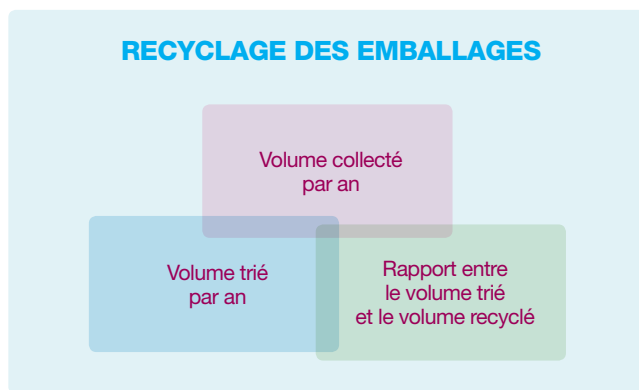 RECYCLAGE DES EMBALLAGES
Volume collecté
par an
Volume trié
par an
Rapport entre
le volume trié
et le volume recyclé